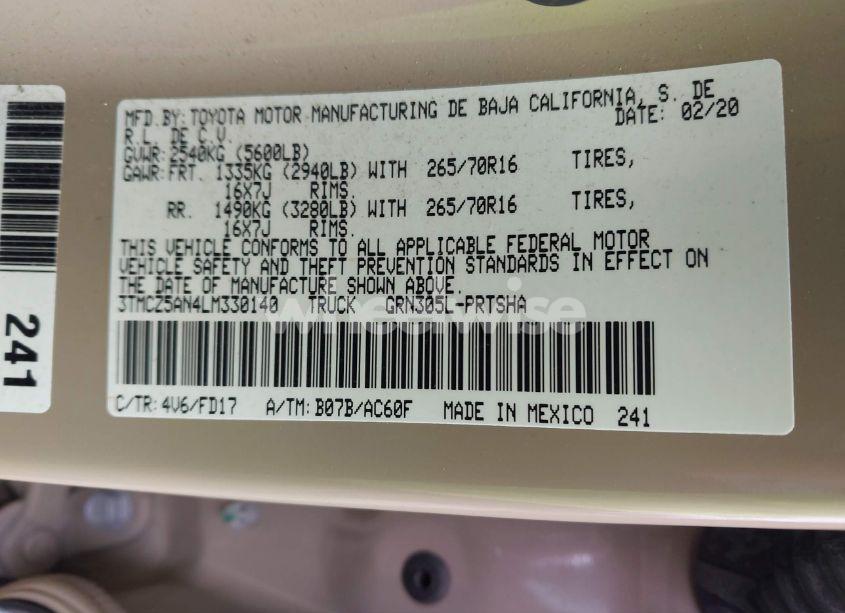 MFD. BY: TOYOTA MOTOR MANUFACTURING DE BAJA CALIFORNIA, S. DE
R.L. DE C.V. DATE: 02/20
GVWR: 2540KG (5600LB)
GAWR: FRT. 1335KG (2940LB) WITH 265/70R16 TIRES,
16X7J RIMS.
RR. 1490KG (3280LB) WITH 265/70R16 TIRES,
16X7J RIMS.
THIS VEHICLE CONFORMS TO ALL APPLICABLE FEDERAL MOTOR
VEHICLE SAFETY AND THEFT PREVENTION STANDARDS IN EFFECT ON
THE DATE OF MANUFACTURE SHOWN ABOVE.
3TMCZ5AN4LM330140 TRUCK GRN305L-PRTSHA
C/TR: 4V6/FD17 A/TM: B07B/AC60F MADE IN MEXICO 241
241
wheelwise